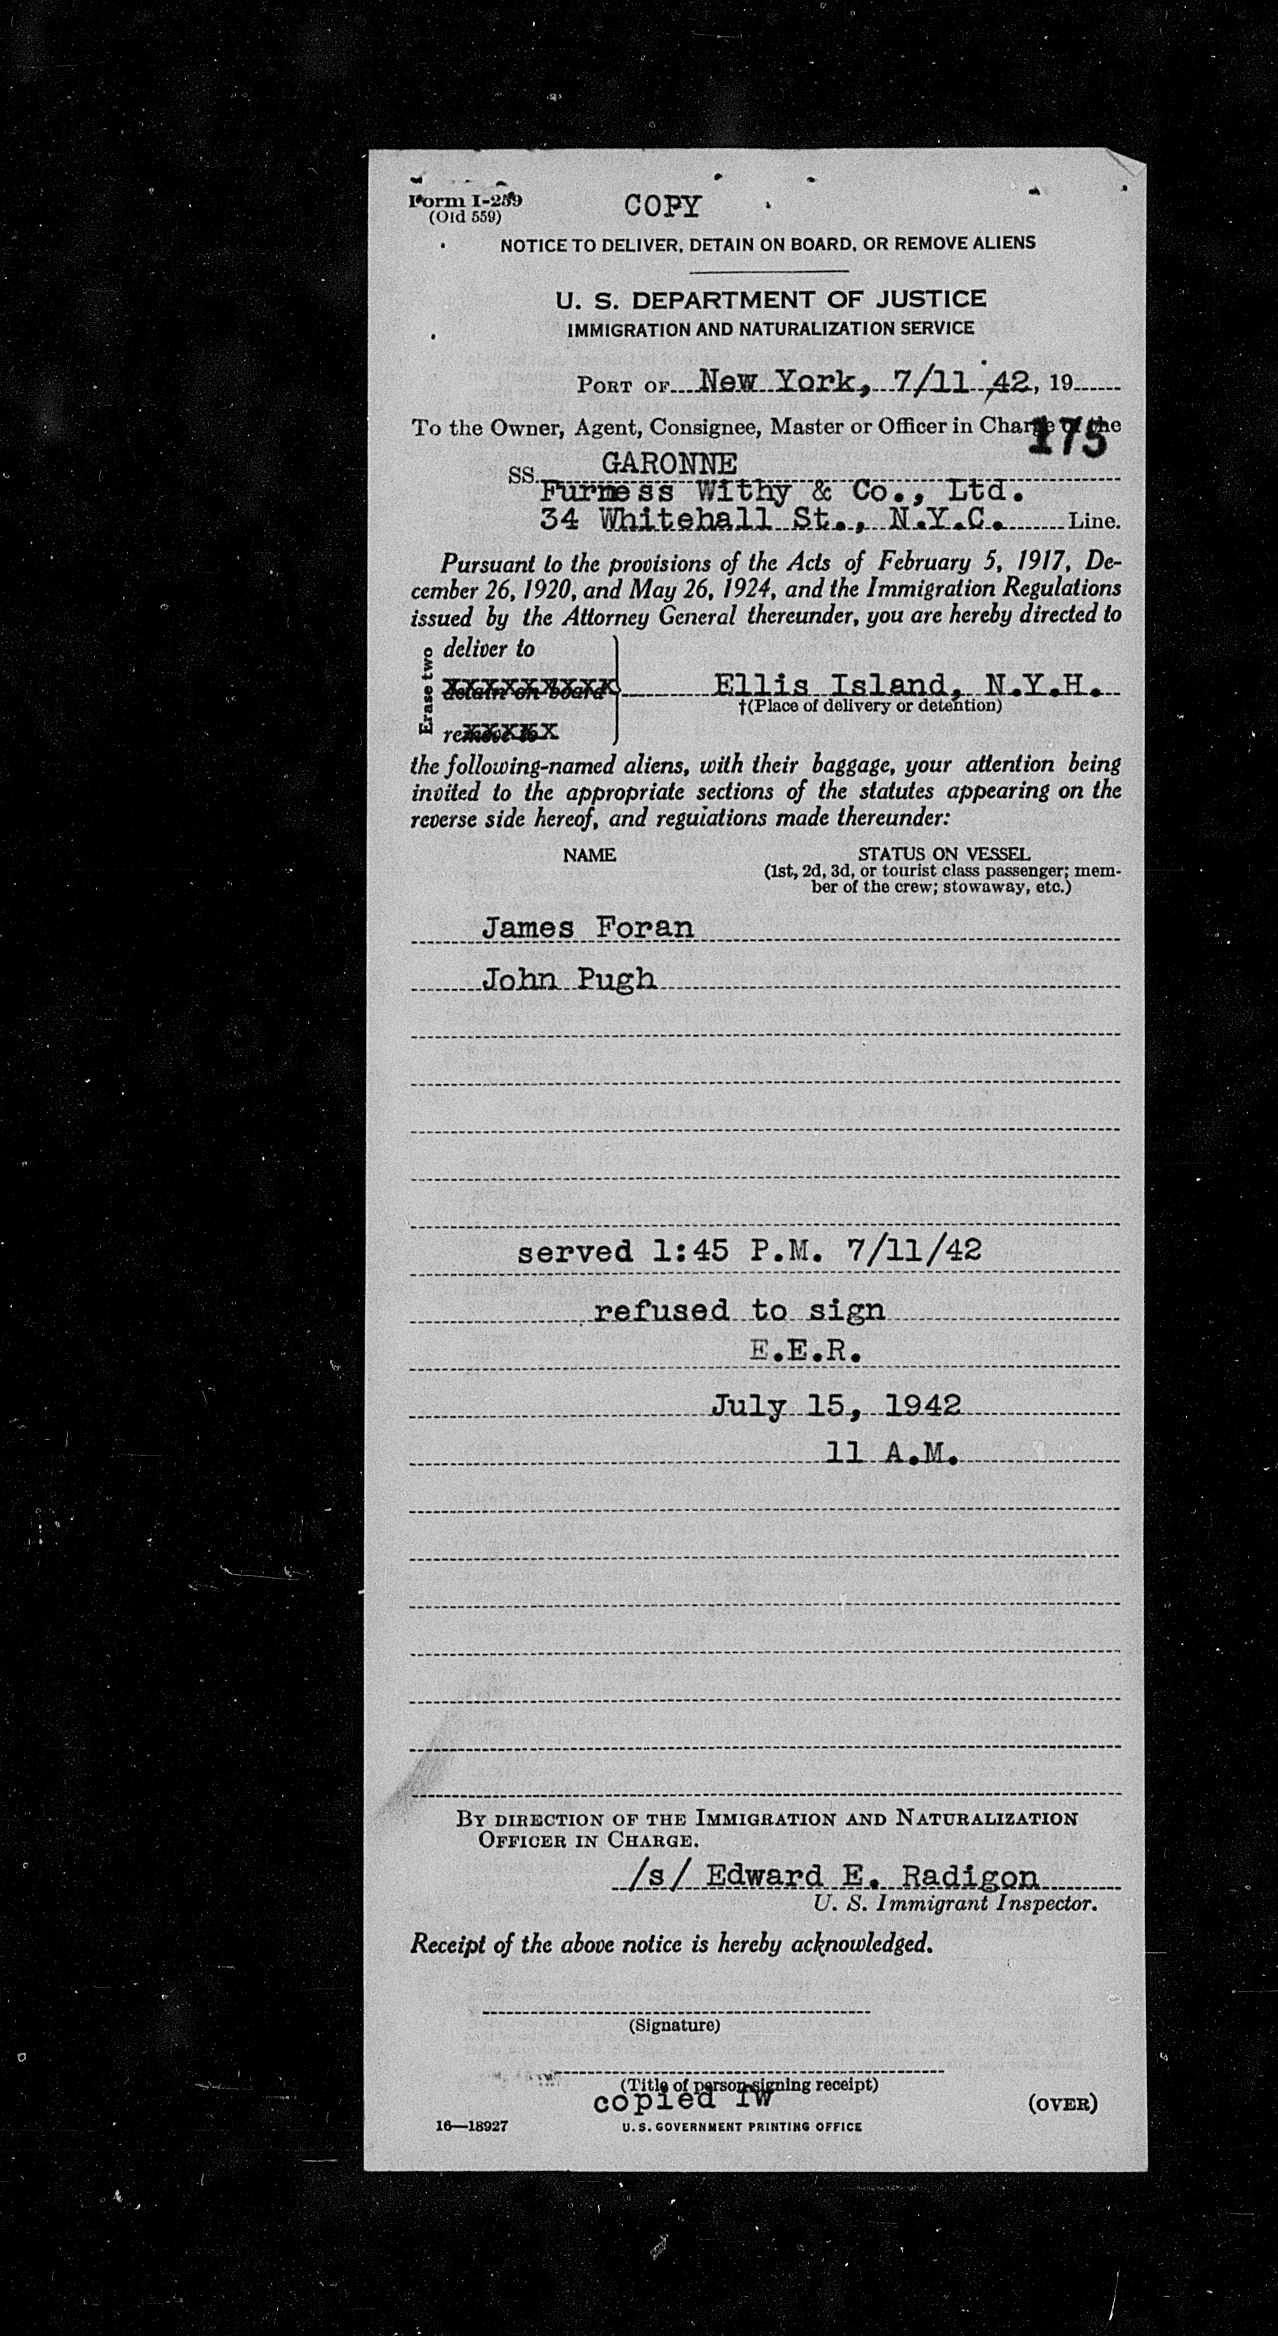 Form I-259
(Old 559)
COPY
NOTICE TO DELIVER, DETAIN ON BOARD, OR REMOVE ALIENS
U. S. DEPARTMENT OF JUSTICE
IMMIGRATION AND NATURALIZATION SERVICE
PORT OF New York, 7/11 ,42, 19
To the Owner, Agent, Consignee, Master or Officer in Charge of the
175
SS. GARONNE
Furness Withy & Co., Ltd.
34 Whitehall St., N.Y.C. Line.
Pursuant to the provisions of the Acts of February 5, 1917, De-
cember 26, 1920, and May 26, 1924, and the Immigration Regulations
issued by the Attorney General thereunder, you are hereby directed to
Erase two
deliver to
detain on board
Ellis Island, N.Y.H.
†(Place of delivery or detention)
remove to
the following-named aliens, with their baggage, your attention being
invited to the appropriate sections of the statutes appearing on the
reverse side hereof, and regulations made thereunder:
NAME STATUS ON VESSEL
(1st, 2d, 3d, or tourist class passenger; mem-
ber of the crew; stowaway, etc.)
James Foran
John Pugh
served 1:45 P.M. 7/11/42
refused to sign
E.E.R.
July 15, 1942
11 A.M.
BY DIRECTION OF THE IMMIGRATION AND NATURALIZATION
OFFICER IN CHARGE.
/s/ Edward E. Radigon
U. S. Immigrant Inspector.
Receipt of the above notice is hereby acknowledged.
(Signature)
(Title of person signing receipt)
copied fw
(OVER)
16—18927 U. S. GOVERNMENT PRINTING OFFICE